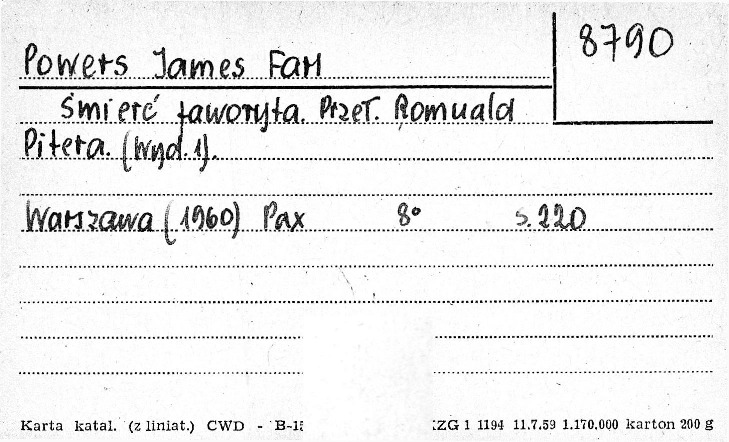 8790
Powers James Farl
Śmierć faworyta. Przeł. Romuald
Pitera. (Wyd. 1).
Warszawa (1960) Pax 8° s. 220
Karta katal. (z liniat.) CWD - B-15 ZG 1 1194 11.7.59 1.170.000 karton 200 g